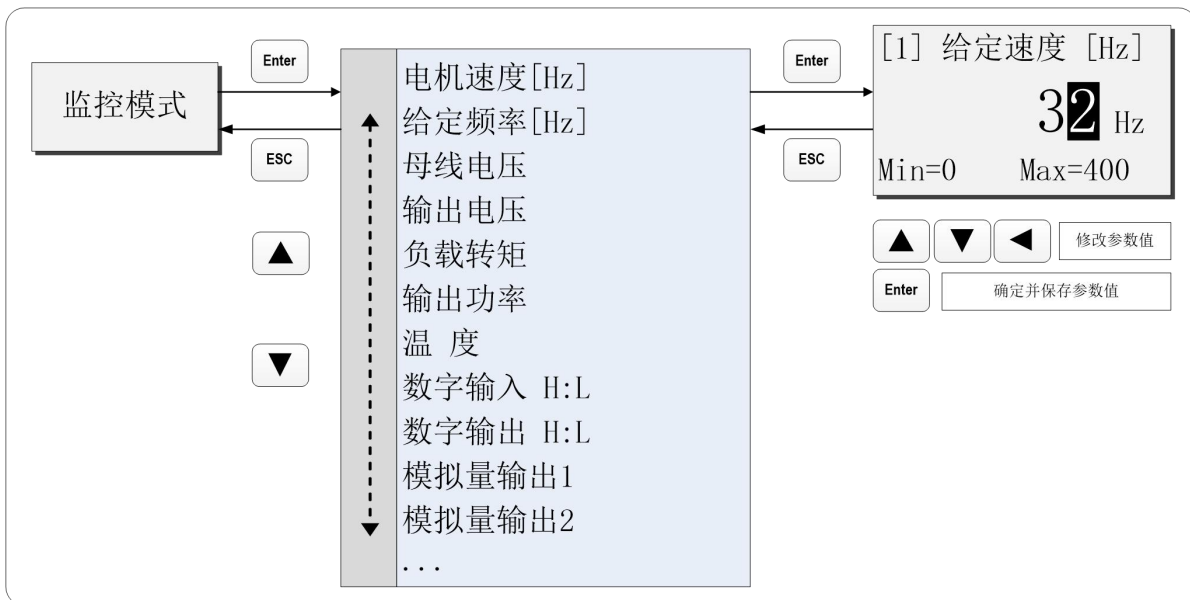 监控模式
Enter
ESC
▲
▼
电机速度[Hz]
给定频率[Hz]
母线电压
输出电压
负载转矩
输出功率
温 度
数字输入 H:L
数字输出 H:L
模拟量输出1
模拟量输出2
...
Enter
ESC
[1] 给定速度 [Hz]
32 Hz
Min=0 Max=400
▲ ▼ ◀ 修改参数值
Enter 确定并保存参数值